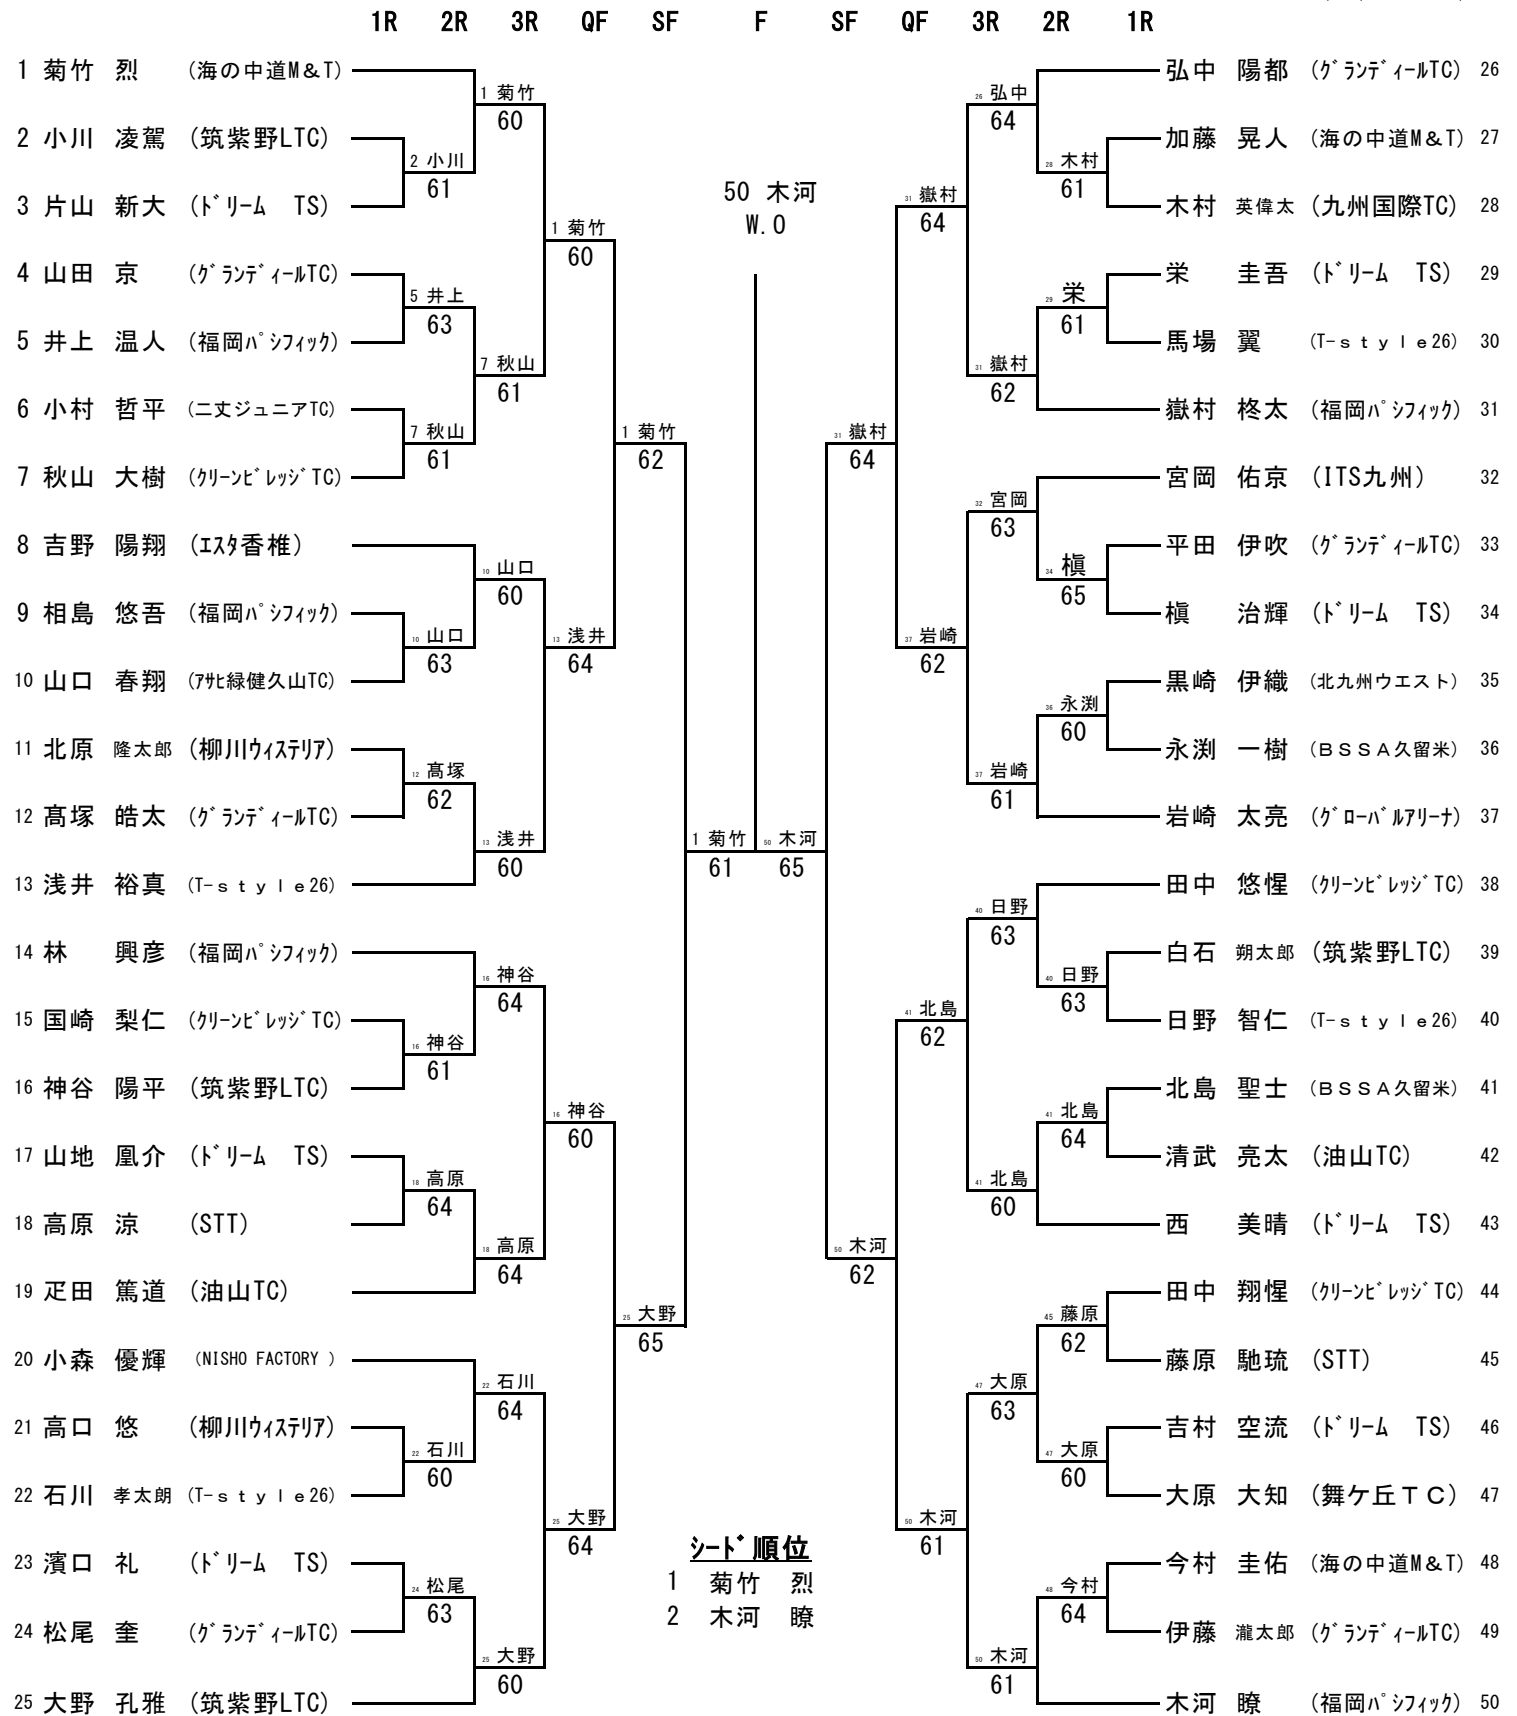 1R 2R 3R QF SF F SF QF 3R 2R 1R
1 菊竹 烈 (海の中道M&T)
1 菊竹
60
2 小川 凌駕 (筑紫野LTC)
2 小川
61
3 片山 新大 (ﾄﾞﾘｰﾑ TS)
1 菊竹
60
4 山田 京 (ｸﾞﾗﾝﾃﾞｨｰﾙTC)
5 井上
63
5 井上 温人 (福岡ﾊﾟｼﾌｨｯｸ)
7 秋山
61
6 小村 哲平 (二丈ジュニアTC)
7 秋山
61
7 秋山 大樹 (ｸﾘｰﾝﾋﾞﾚｯｼﾞTC)
1 菊竹
62
8 吉野 陽翔 (ｴｽﾀ香椎)
10 山口
60
9 相島 悠吾 (福岡ﾊﾟｼﾌｨｯｸ)
10 山口
63
10 山口 春翔 (ｱｻﾋ緑健久山TC)
13 浅井
64
11 北原 隆太郎 (柳川ｳｨｽﾃﾘｱ)
12 髙塚
62
12 髙塚 皓太 (ｸﾞﾗﾝﾃﾞｨｰﾙTC)
13 浅井
60
13 浅井 裕真 (T-ｓｔｙｌｅ26)
1 菊竹
61
14 林 興彦 (福岡ﾊﾟｼﾌｨｯｸ)
16 神谷
64
15 国崎 梨仁 (ｸﾘｰﾝﾋﾞﾚｯｼﾞTC)
16 神谷
61
16 神谷 陽平 (筑紫野LTC)
16 神谷
60
17 山地 凰介 (ﾄﾞﾘｰﾑ TS)
18 高原
64
18 高原 涼 (STT)
18 高原
64
19 疋田 篤道 (油山TC)
25 大野
65
20 小森 優輝 (NISHO FACTORY )
22 石川
64
21 高口 悠 (柳川ｳｨｽﾃﾘｱ)
22 石川
60
22 石川 孝太朗 (T-ｓｔｙｌｅ26)
25 大野
64
23 濱口 礼 (ﾄﾞﾘｰﾑ TS)
24 松尾
63
24 松尾 奎 (ｸﾞﾗﾝﾃﾞｨｰﾙTC)
25 大野
60
25 大野 孔雅 (筑紫野LTC)
50 木河
W.O
ｼｰﾄﾞ順位
1 菊竹 烈
2 木河 瞭
弘中 陽都 (ｸﾞﾗﾝﾃﾞｨｰﾙTC) 26
26 弘中
64
加藤 晃人 (海の中道M&T) 27
28 木村
61
木村 英偉太 (九州国際TC) 28
31 嶽村
64
栄 圭吾 (ﾄﾞﾘｰﾑ TS) 29
29 栄
61
馬場 翼 (T-ｓｔｙｌｅ26) 30
31 嶽村
62
嶽村 柊太 (福岡ﾊﾟｼﾌｨｯｸ) 31
31 嶽村
64
宮岡 佑京 (ITS九州) 32
32 宮岡
63
平田 伊吹 (ｸﾞﾗﾝﾃﾞｨｰﾙTC) 33
34 槇
65
槇 治輝 (ﾄﾞﾘｰﾑ TS) 34
37 岩崎
62
黒崎 伊織 (北九州ウエスト) 35
36 永渕
60
永渕 一樹 (ＢＳＳＡ久留米) 36
37 岩崎
61
岩崎 太亮 (ｸﾞﾛｰﾊﾞﾙｱﾘｰﾅ) 37
50 木河
65
田中 悠惺 (ｸﾘｰﾝﾋﾞﾚｯｼﾞTC) 38
40 日野
63
白石 朔太郎 (筑紫野LTC) 39
40 日野
63
日野 智仁 (T-ｓｔｙｌｅ26) 40
41 北島
62
北島 聖士 (ＢＳＳＡ久留米) 41
41 北島
64
清武 亮太 (油山TC) 42
41 北島
60
西 美晴 (ﾄﾞﾘｰﾑ TS) 43
50 木河
62
田中 翔惺 (ｸﾘｰﾝﾋﾞﾚｯｼﾞTC) 44
45 藤原
62
藤原 馳琉 (STT) 45
47 大原
63
吉村 空流 (ﾄﾞﾘｰﾑ TS) 46
47 大原
60
大原 大知 (舞ケ丘ＴＣ) 47
50 木河
61
今村 圭佑 (海の中道M&T) 48
48 今村
64
伊藤 瀧太郎 (ｸﾞﾗﾝﾃﾞｨｰﾙTC) 49
50 木河
61
木河 瞭 (福岡ﾊﾟｼﾌｨｯｸ) 50